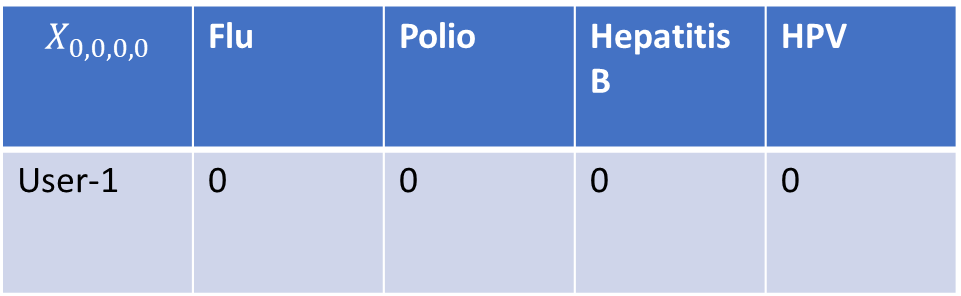 X0,0,0,0 Flu Polio Hepatitis B HPV
User-1 0 0 0 0